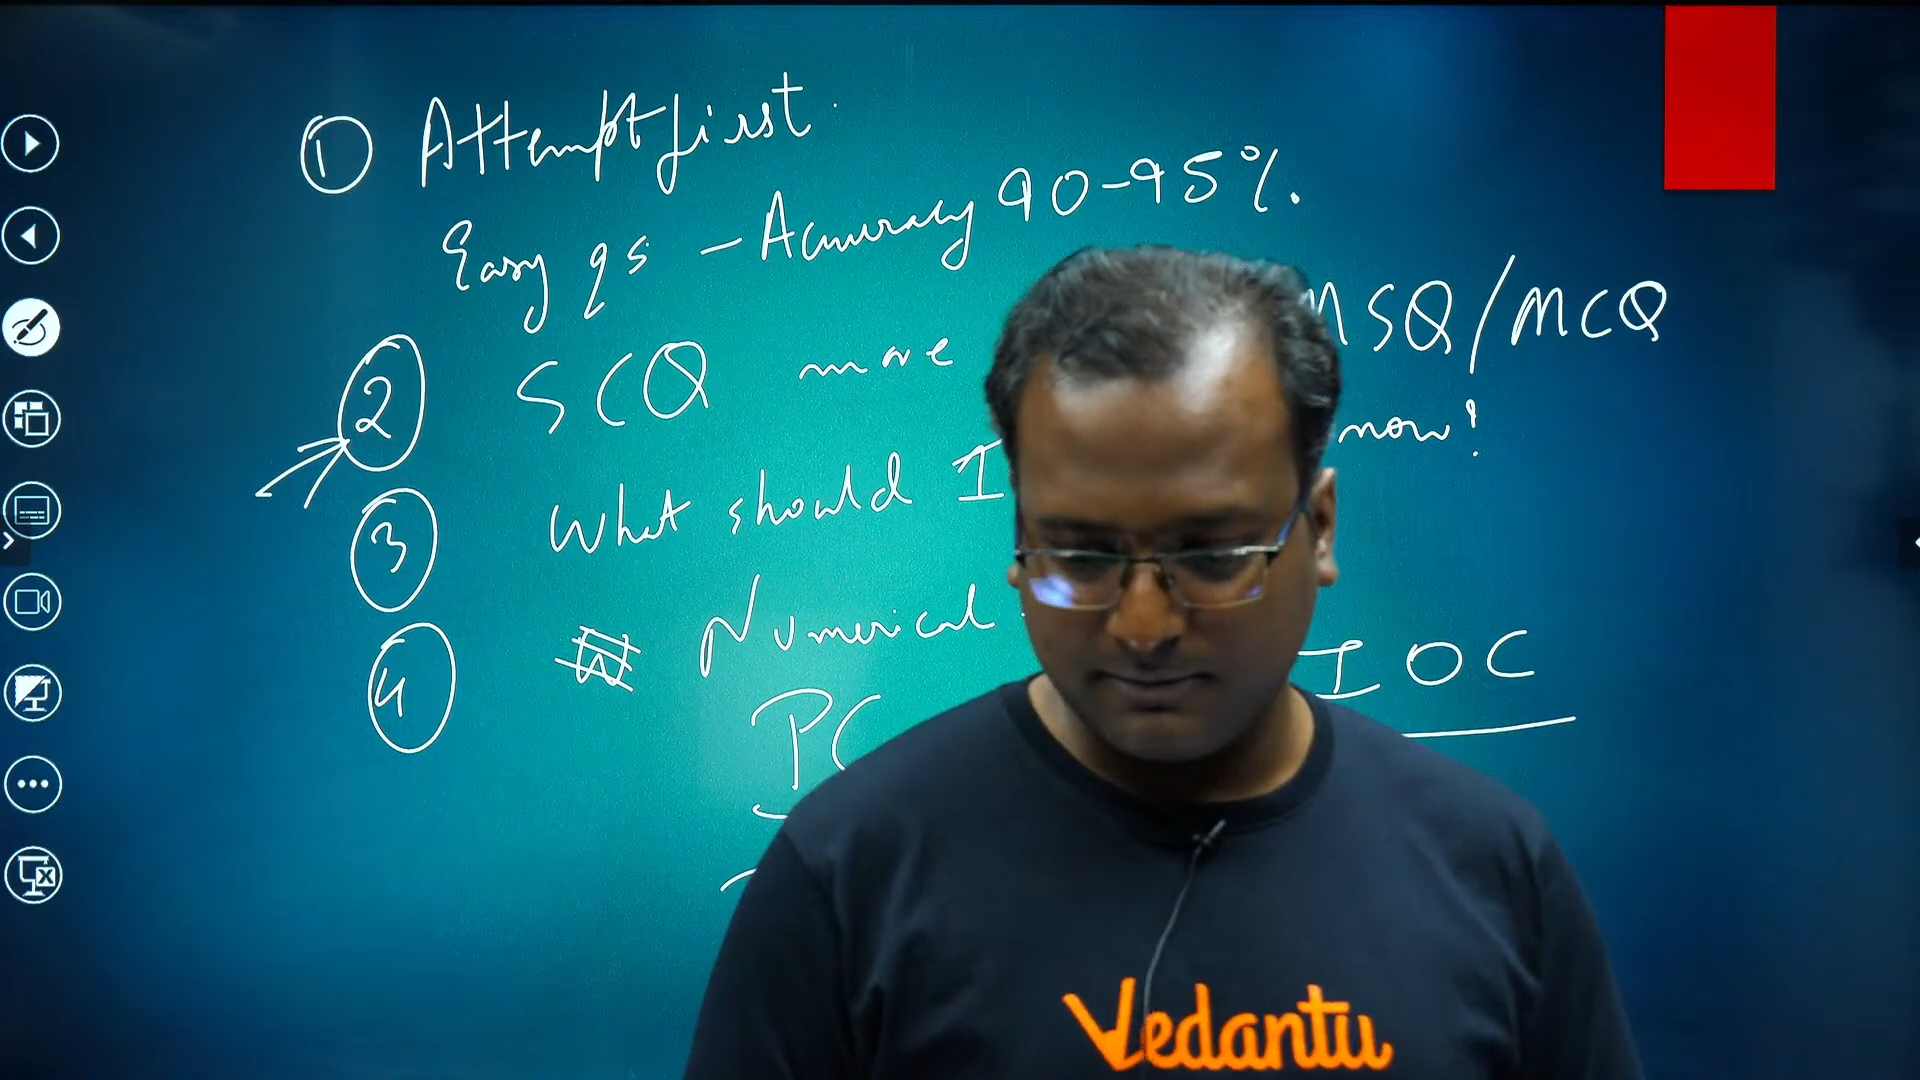 ① Attempt first.
Easy qs - Accuracy 90-95%.
② SCQ more MSQ/MCQ
③ What should I now!
④ Numerical IOC
PC
Vedantu